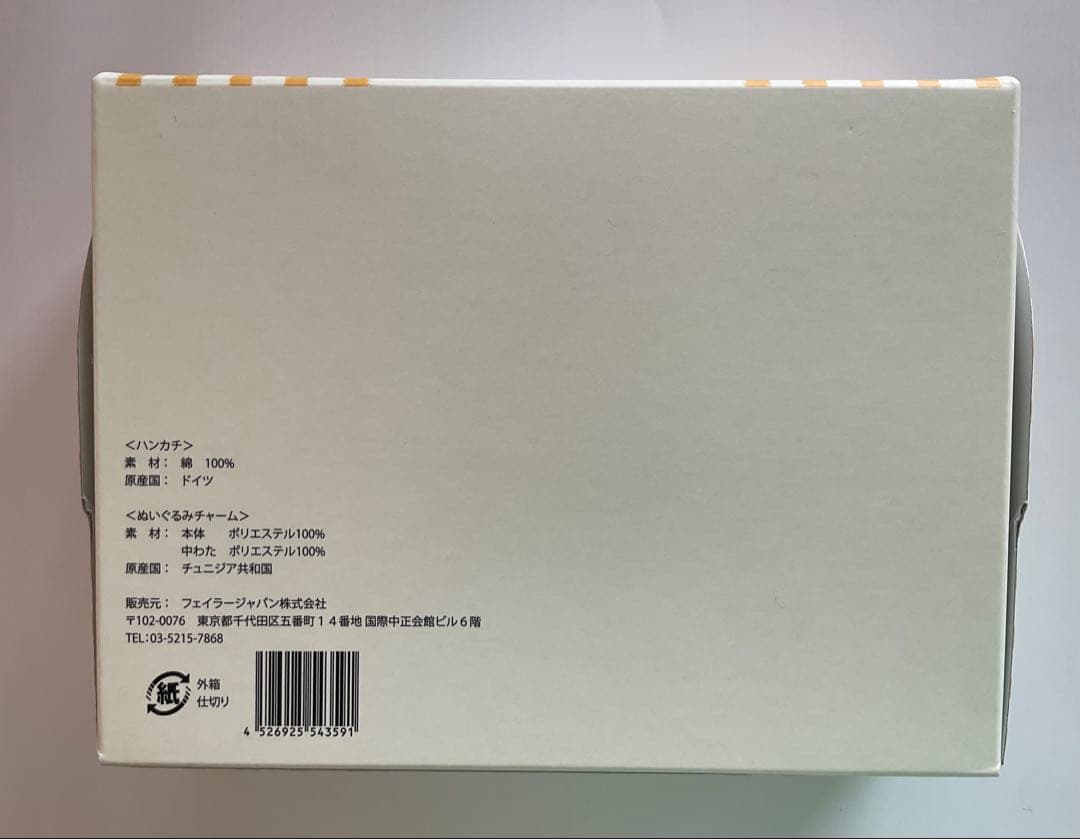 ＜ハンカチ＞
素　材：　綿　100%
原産国：　ドイツ
＜ぬいぐるみチャーム＞
素　材：　本体　　ポリエステル100%
中わた　ポリエステル100%
原産国：　チュニジア共和国
販売元：　フェイラージャパン株式会社
〒102-0076　東京都千代田区五番町１４番地 国際中正会館ビル６階
TEL：03-5215-7868
紙
外箱
仕切り
4 526925 543591